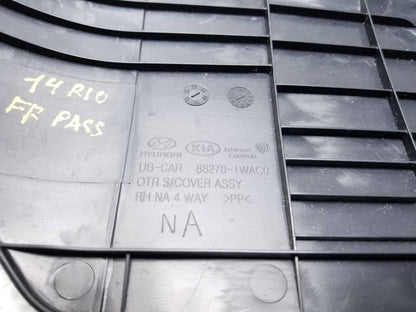 14 RIO
FR PASS
HYUNDAI KIA Johnson Controls
UB-CAR 88270-1WAC0
OTR S/COVER ASSY
RH NA 4 WAY >PP<
NA